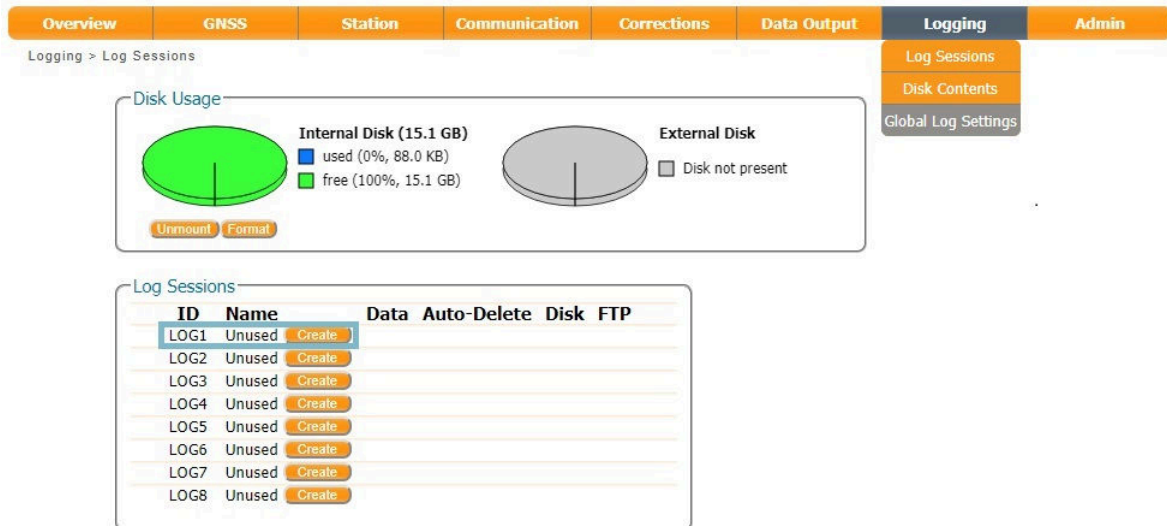 Overview GNSS Station Communication Corrections Data Output Logging Admin
Logging > Log Sessions
Log Sessions
Disk Contents
Global Log Settings
Disk Usage
Internal Disk (15.1 GB)
used (0%, 88.0 KB)
free (100%, 15.1 GB)
Unmount Format
External Disk
Disk not present
Log Sessions
ID Name Data Auto-Delete Disk FTP
LOG1 Unused Create
LOG2 Unused Create
LOG3 Unused Create
LOG4 Unused Create
LOG5 Unused Create
LOG6 Unused Create
LOG7 Unused Create
LOG8 Unused Create